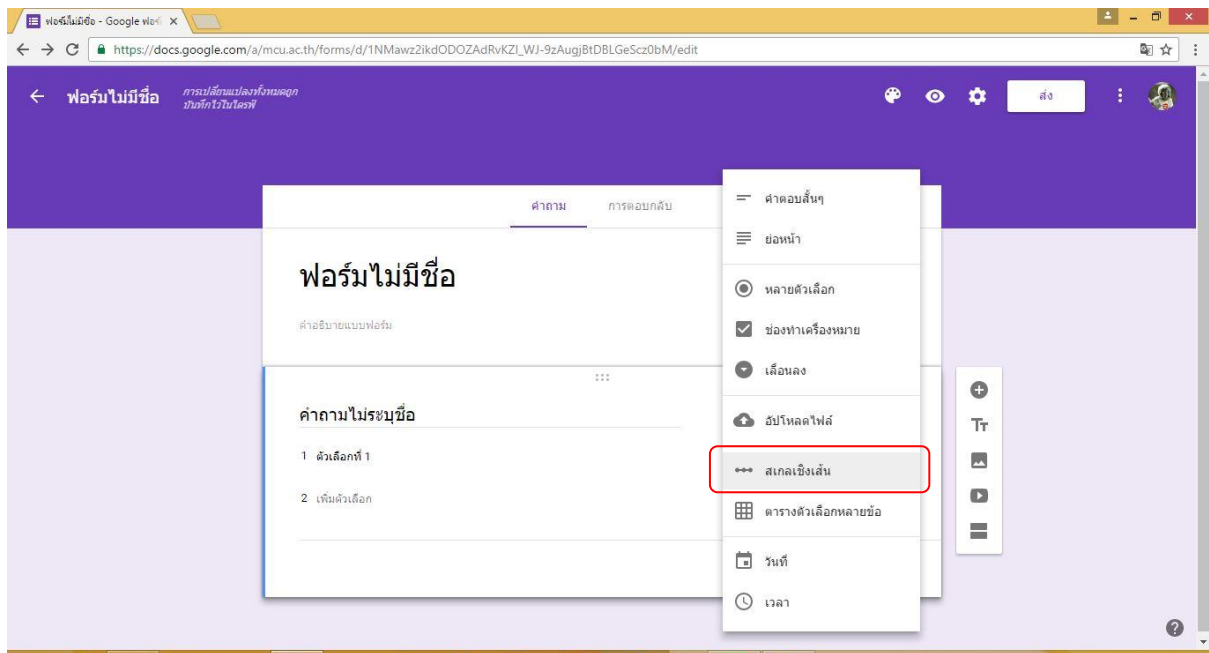 ฟอร์มไม่มีชื่อ - Google ฟอร์
https://docs.google.com/a/mcu.ac.th/forms/d/1NMawz2ikdODOZAdRvKZI_WJ-9zAugjBtDBLGeScz0bM/edit
ฟอร์มไม่มีชื่อ
การเปลี่ยนแปลงทั้งหมดถูก
บันทึกไว้ในไดรฟ์
ส่ง
คำถาม
การตอบกลับ
ฟอร์มไม่มีชื่อ
คำอธิบายแบบฟอร์ม
คำถามไม่ระบุชื่อ
1 ตัวเลือกที่ 1
2 เพิ่มตัวเลือก
คำตอบสั้นๆ
ย่อหน้า
หลายตัวเลือก
ช่องทำเครื่องหมาย
เลื่อนลง
อัปโหลดไฟล์
สเกลเชิงเส้น
ตารางตัวเลือกหลายข้อ
วันที่
เวลา
Tт